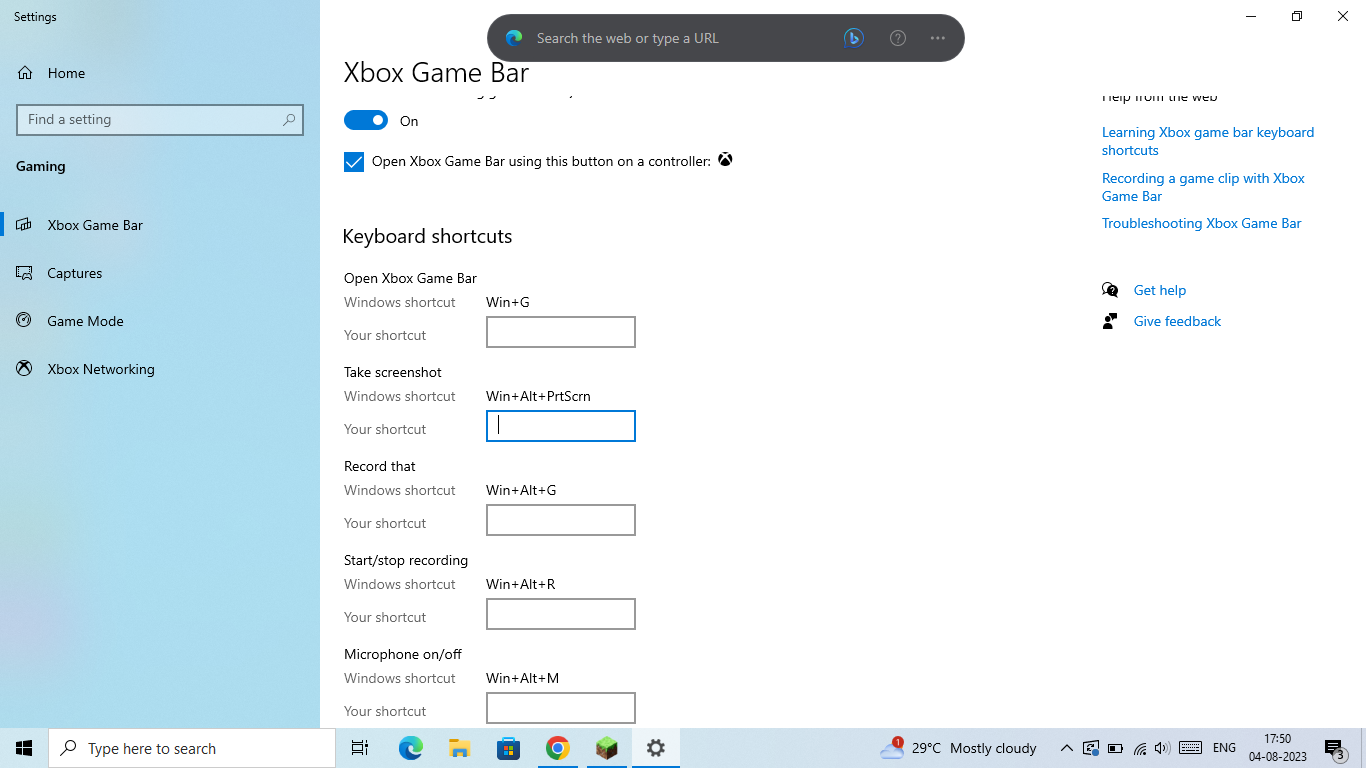 Settings
Search the web or type a URL
Home
Find a setting
Gaming
Xbox Game Bar
Captures
Game Mode
Xbox Networking
Xbox Game Bar
On
Open Xbox Game Bar using this button on a controller:
Keyboard shortcuts
Open Xbox Game Bar
Windows shortcut Win+G
Your shortcut
Take screenshot
Windows shortcut Win+Alt+PrtScrn
Your shortcut
Record that
Windows shortcut Win+Alt+G
Your shortcut
Start/stop recording
Windows shortcut Win+Alt+R
Your shortcut
Microphone on/off
Windows shortcut Win+Alt+M
Your shortcut
Help from the web
Learning Xbox game bar keyboard
shortcuts
Recording a game clip with Xbox
Game Bar
Troubleshooting Xbox Game Bar
Get help
Give feedback
Type here to search
1
29°C Mostly cloudy
ENG
17:50
04-08-2023
3